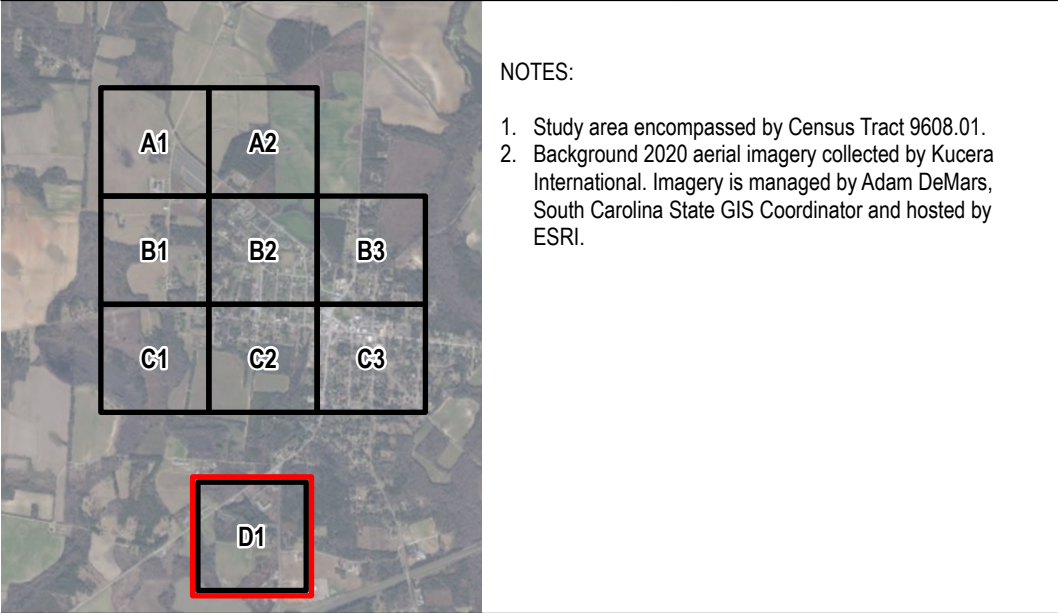 A1 A2
B1 B2 B3
C1 C2 C3
D1
NOTES:
1. Study area encompassed by Census Tract 9608.01.
2. Background 2020 aerial imagery collected by Kucera
International. Imagery is managed by Adam DeMars,
South Carolina State GIS Coordinator and hosted by
ESRI.